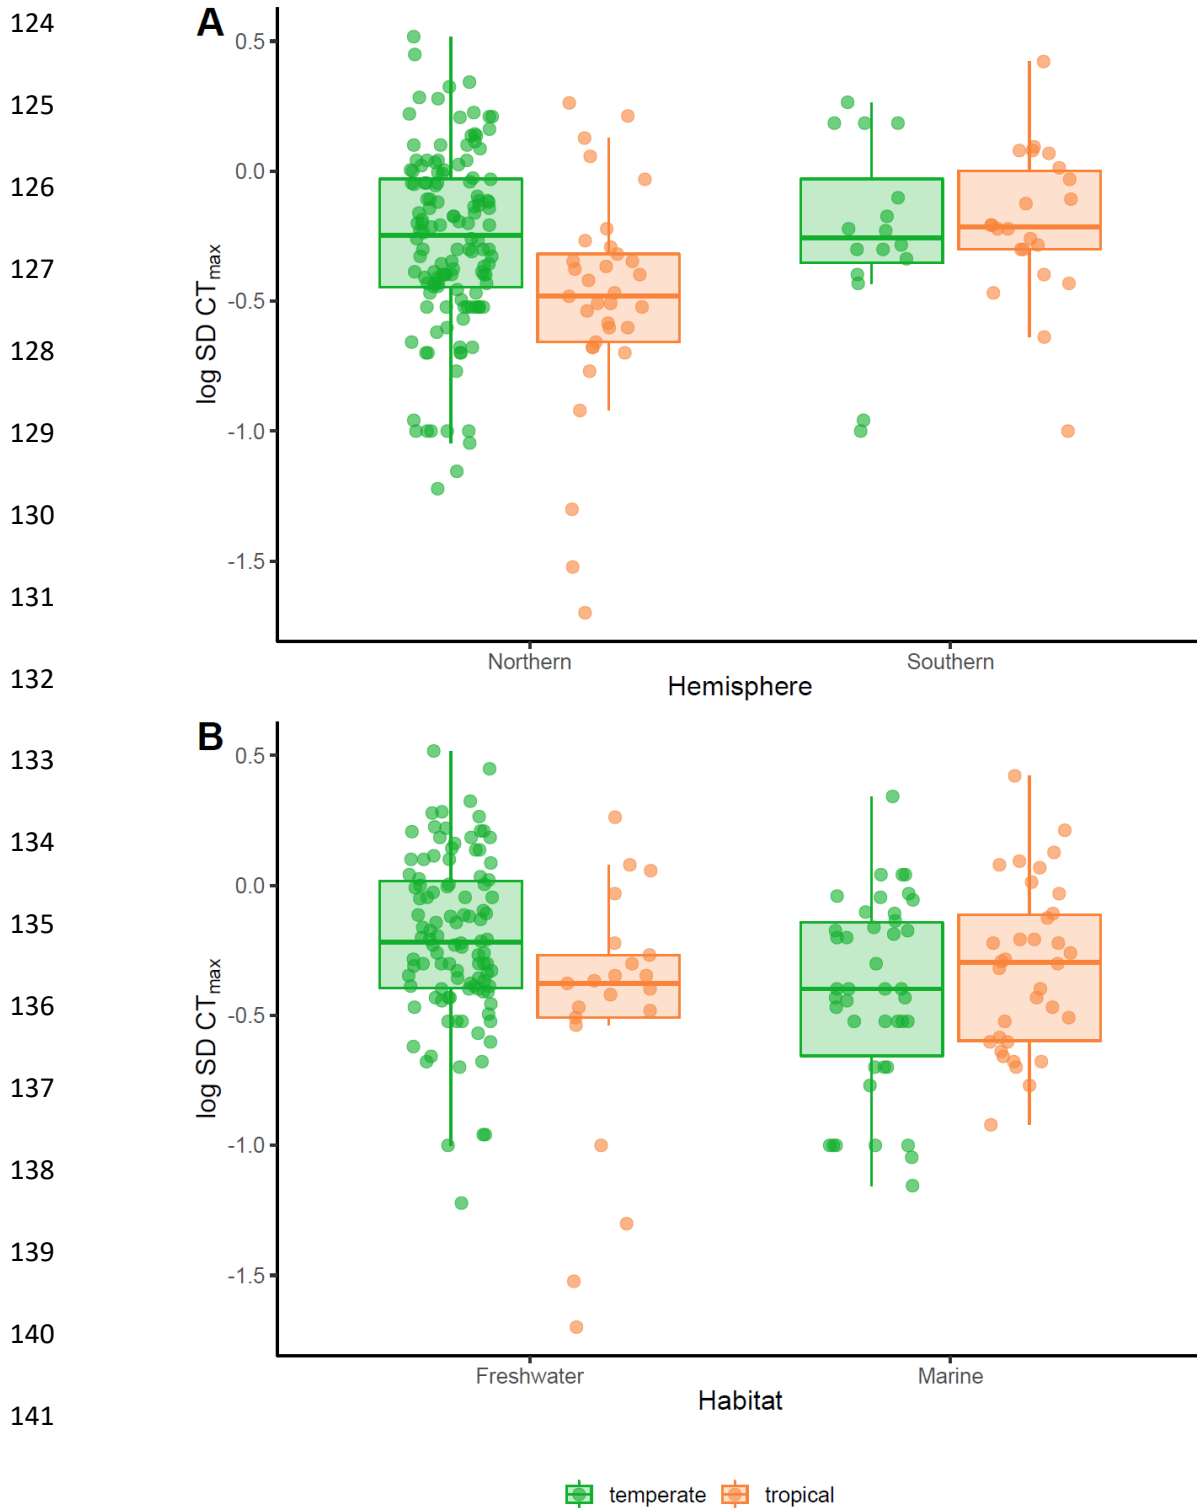 124
A
0.5
125
0.0
126
127
-0.5
128
log SD CTmax
129
-1.0
130
-1.5
131
Northern
Southern
132
Hemisphere
B
133
0.5
134
0.0
135
136
-0.5
137
log SD CTmax
-1.0
138
139
-1.5
140
Freshwater
Marine
Habitat
141
temperate tropical